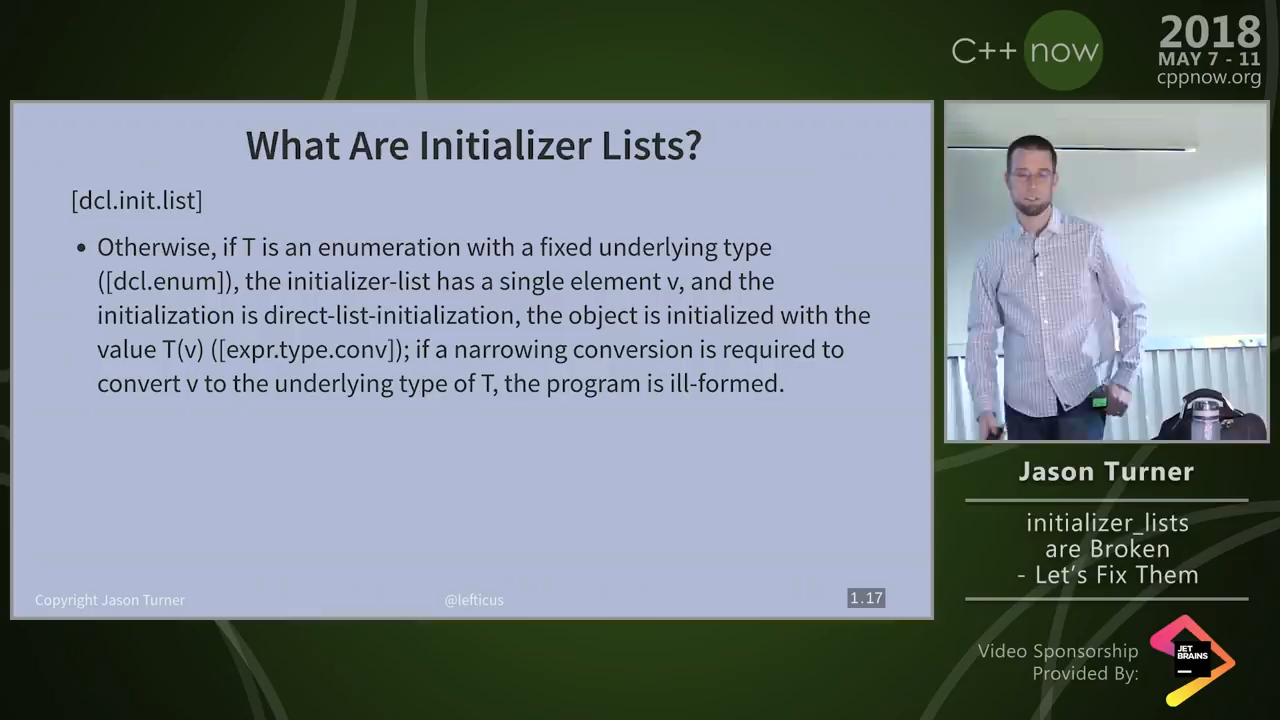 C++ now
2018
MAY 7 - 11
cppnow.org
What Are Initializer Lists?
[dcl.init.list]
• Otherwise, if T is an enumeration with a fixed underlying type
([dcl.enum]), the initializer-list has a single element v, and the
initialization is direct-list-initialization, the object is initialized with the
value T(v) ([expr.type.conv]); if a narrowing conversion is required to
convert v to the underlying type of T, the program is ill-formed.
Copyright Jason Turner
@lefticus
1.17
Jason Turner
initializer_lists
are Broken
- Let's Fix Them
Video Sponsorship
Provided By:
JET
BRAINS